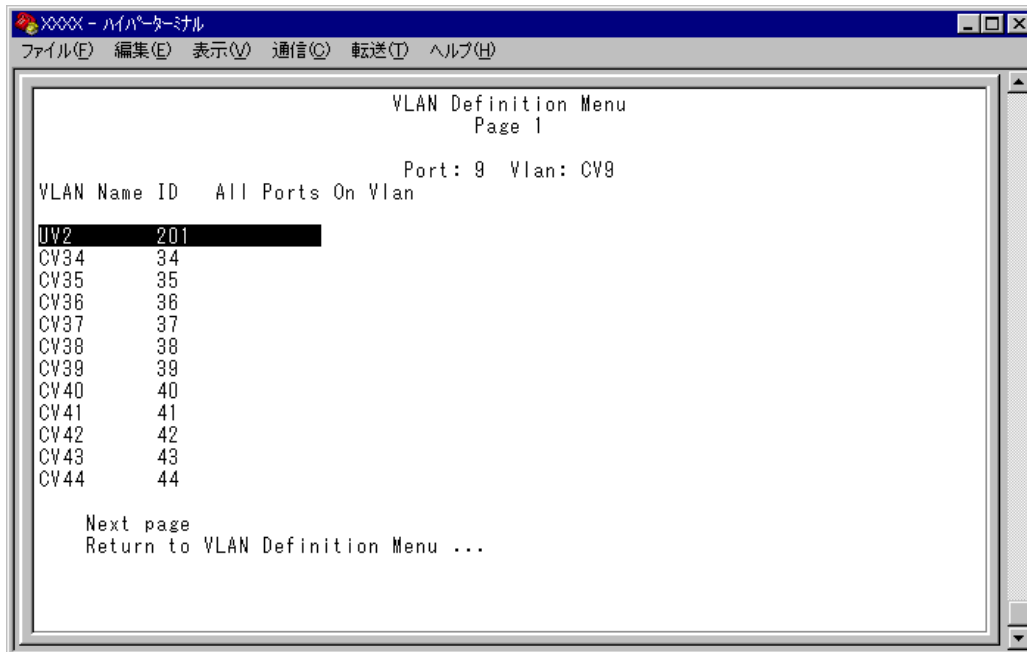 XXXX - ハイパーターミナル
ファイル(F) 編集(E) 表示(V) 通信(C) 転送(T) ヘルプ(H)
VLAN Definition Menu
Page 1
Port: 9 Vlan: CV9
VLAN Name ID All Ports On Vlan
UV2 201
CV34 34
CV35 35
CV36 36
CV37 37
CV38 38
CV39 39
CV40 40
CV41 41
CV42 42
CV43 43
CV44 44
Next page
Return to VLAN Definition Menu ...